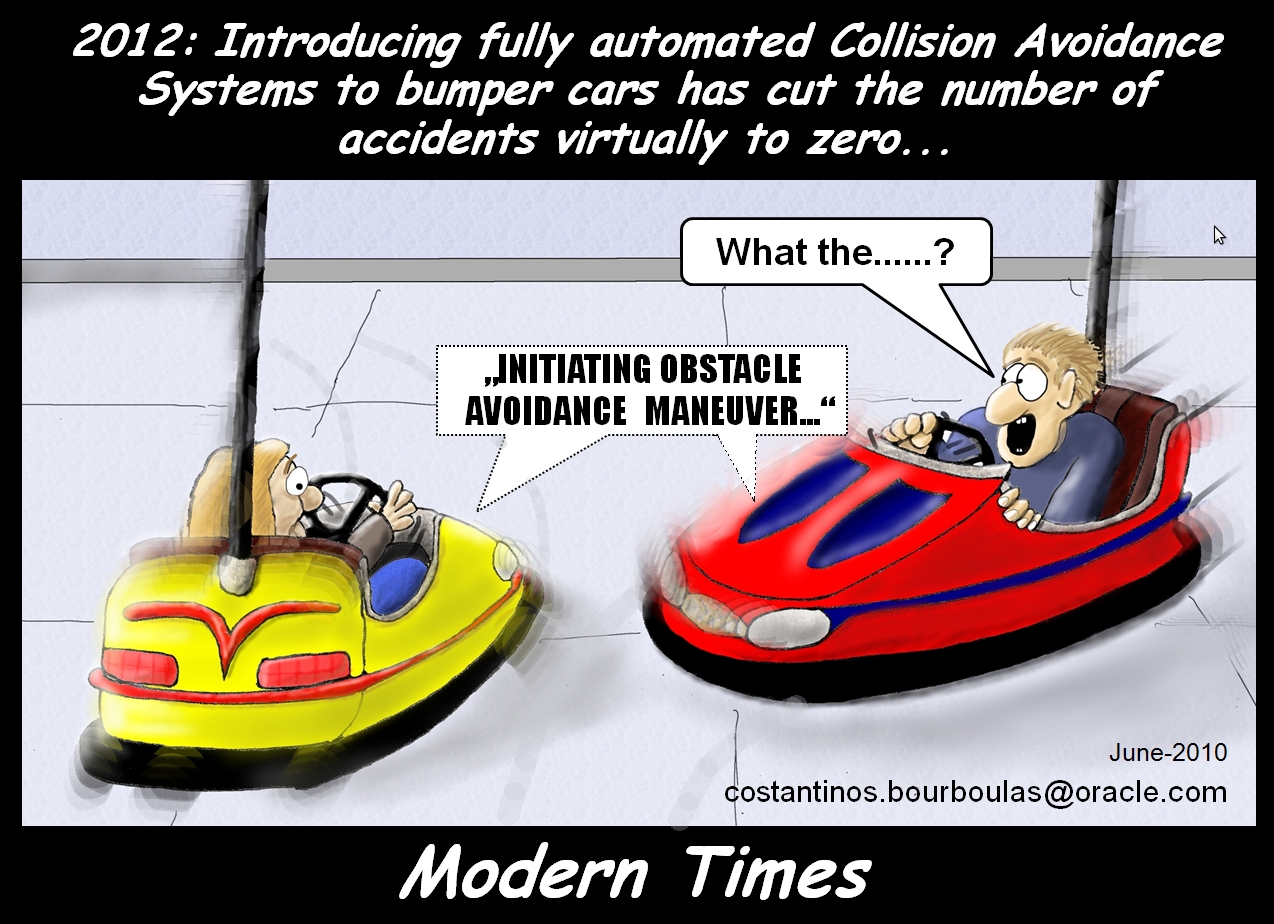 2012: Introducing fully automated Collision Avoidance
Systems to bumper cars has cut the number of
accidents virtually to zero...
What the......?
„INITIATING OBSTACLE
AVOIDANCE MANEUVER...“
June-2010
costantinos.bourboulas@oracle.com
Modern Times